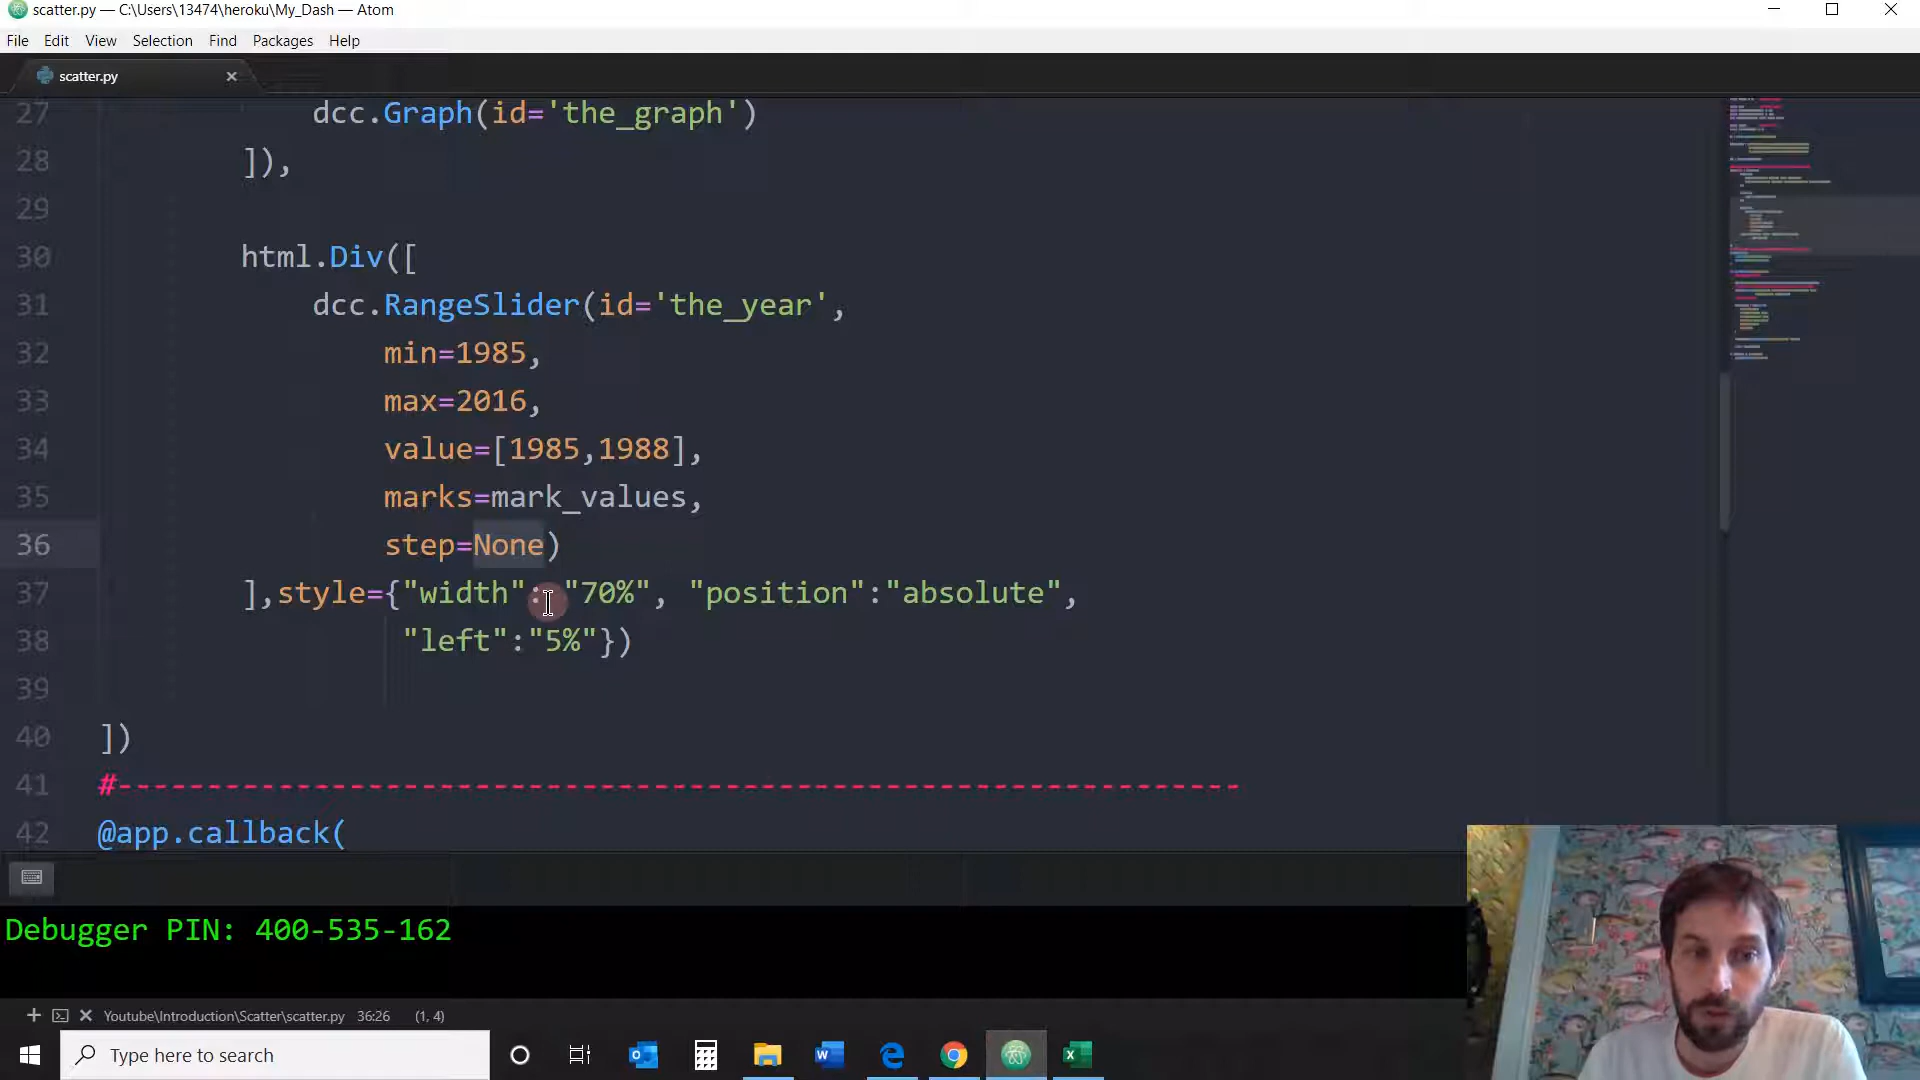 scatter.py — C:\Users\13474\heroku\My_Dash — Atom
File Edit View Selection Find Packages Help
scatter.py
27 dcc.Graph(id='the_graph')
28 ]),
29
30 html.Div([
31 dcc.RangeSlider(id='the_year',
32 min=1985,
33 max=2016,
34 value=[1985,1988],
35 marks=mark_values,
36 step=None)
37 ],style={"width": "70%", "position":"absolute",
38 "left":"5%"})
39
40 ])
41 #---------------------------------------------------------------
42 @app.callback(
Debugger PIN: 400-535-162
Youtube\Introduction\Scatter\scatter.py 36:26 (1, 4)
Type here to search